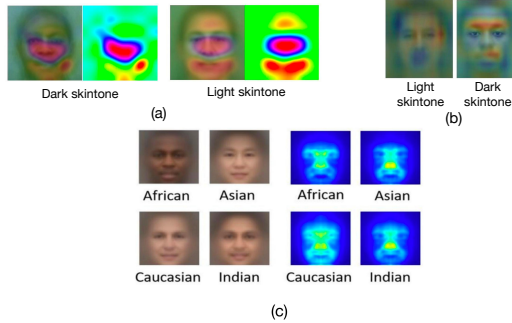 Dark skintone
Light skintone
(a)
Light
skintone
Dark
skintone
(b)
African
Asian
African
Asian
Caucasian
Indian
Caucasian
Indian
(c)